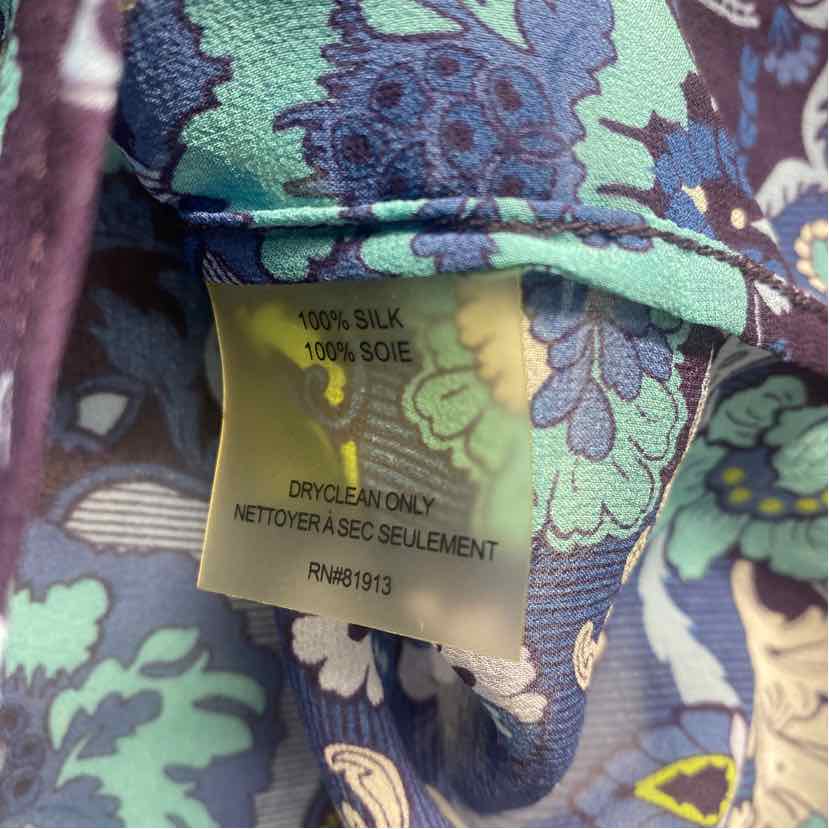 100% SILK
100% SOIE
DRYCLEAN ONLY
NETTOYER À SEC SEULEMENT
RN#81913